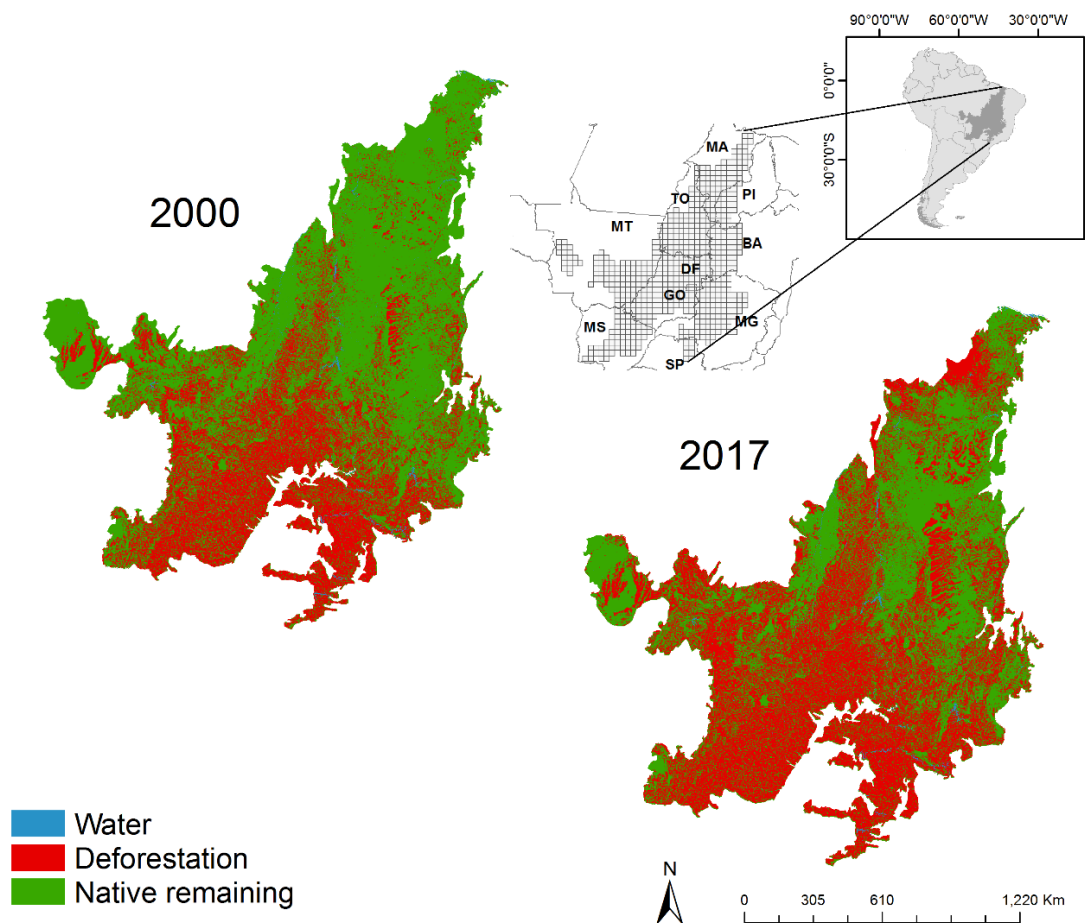 90°0'0"W 60°0'0"W 30°0'0"W
0°0'0"
30°0'0"S
MA
TO
PI
MT
BA
DF
GO
MS
MG
SP
2000
2017
Water
Deforestation
Native remaining
N
0 305 610 1,220 Km